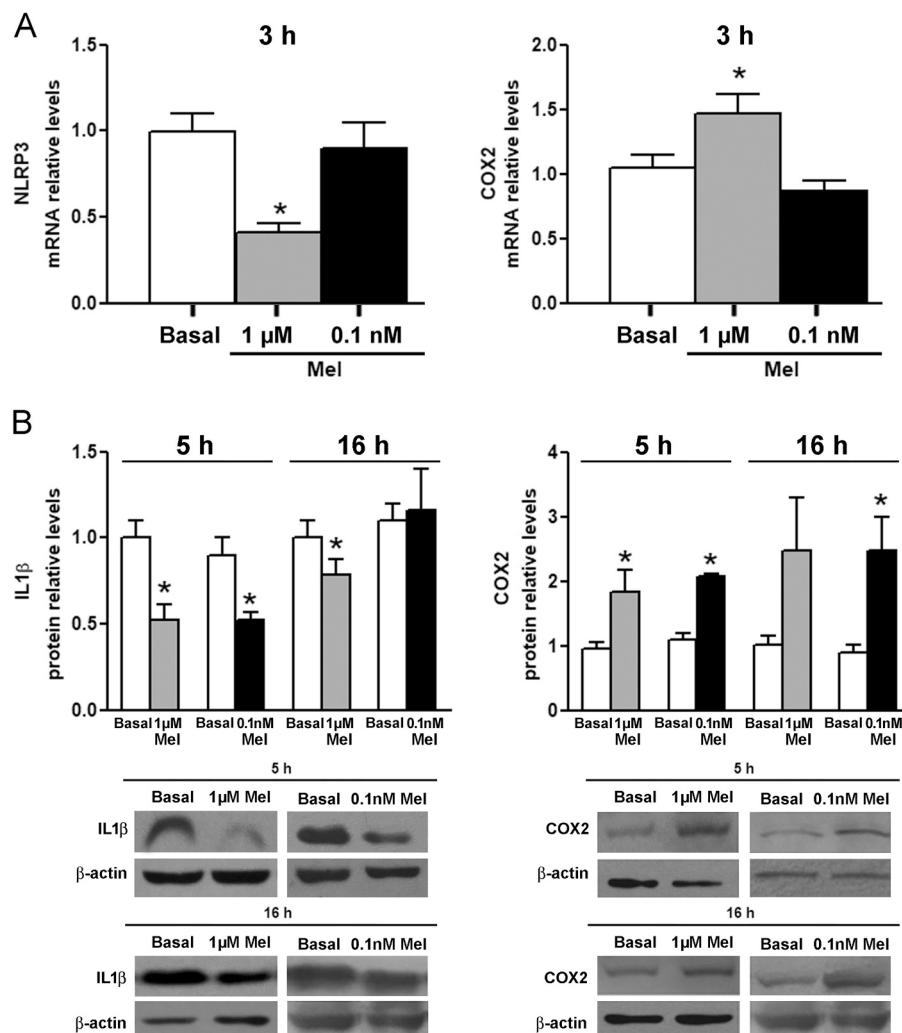 A
3 h
NLRP3
mRNA relative levels
1.5
1.0
0.5
0.0
*
Basal
1 µM
0.1 nM
Mel
3 h
COX2
mRNA relative levels
2.0
1.5
1.0
0.5
0.0
*
Basal
1 µM
0.1 nM
Mel
B
5 h
16 h
IL1β
protein relative levels
1.5
1.0
0.5
0.0
* * *
Basal 1µM Mel
Basal 0.1nM Mel
Basal 1µM Mel
Basal 0.1nM Mel
5 h
16 h
COX2
protein relative levels
4
3
2
1
0
* * *
Basal 1µM Mel
Basal 0.1nM Mel
Basal 1µM Mel
Basal 0.1nM Mel
5 h
Basal 1µM Mel Basal 0.1nM Mel
IL1β
β-actin
16 h
Basal 1µM Mel Basal 0.1nM Mel
IL1β
β-actin
5 h
Basal 1µM Mel Basal 0.1nM Mel
COX2
β-actin
16 h
Basal 1µM Mel Basal 0.1nM Mel
COX2
β-actin